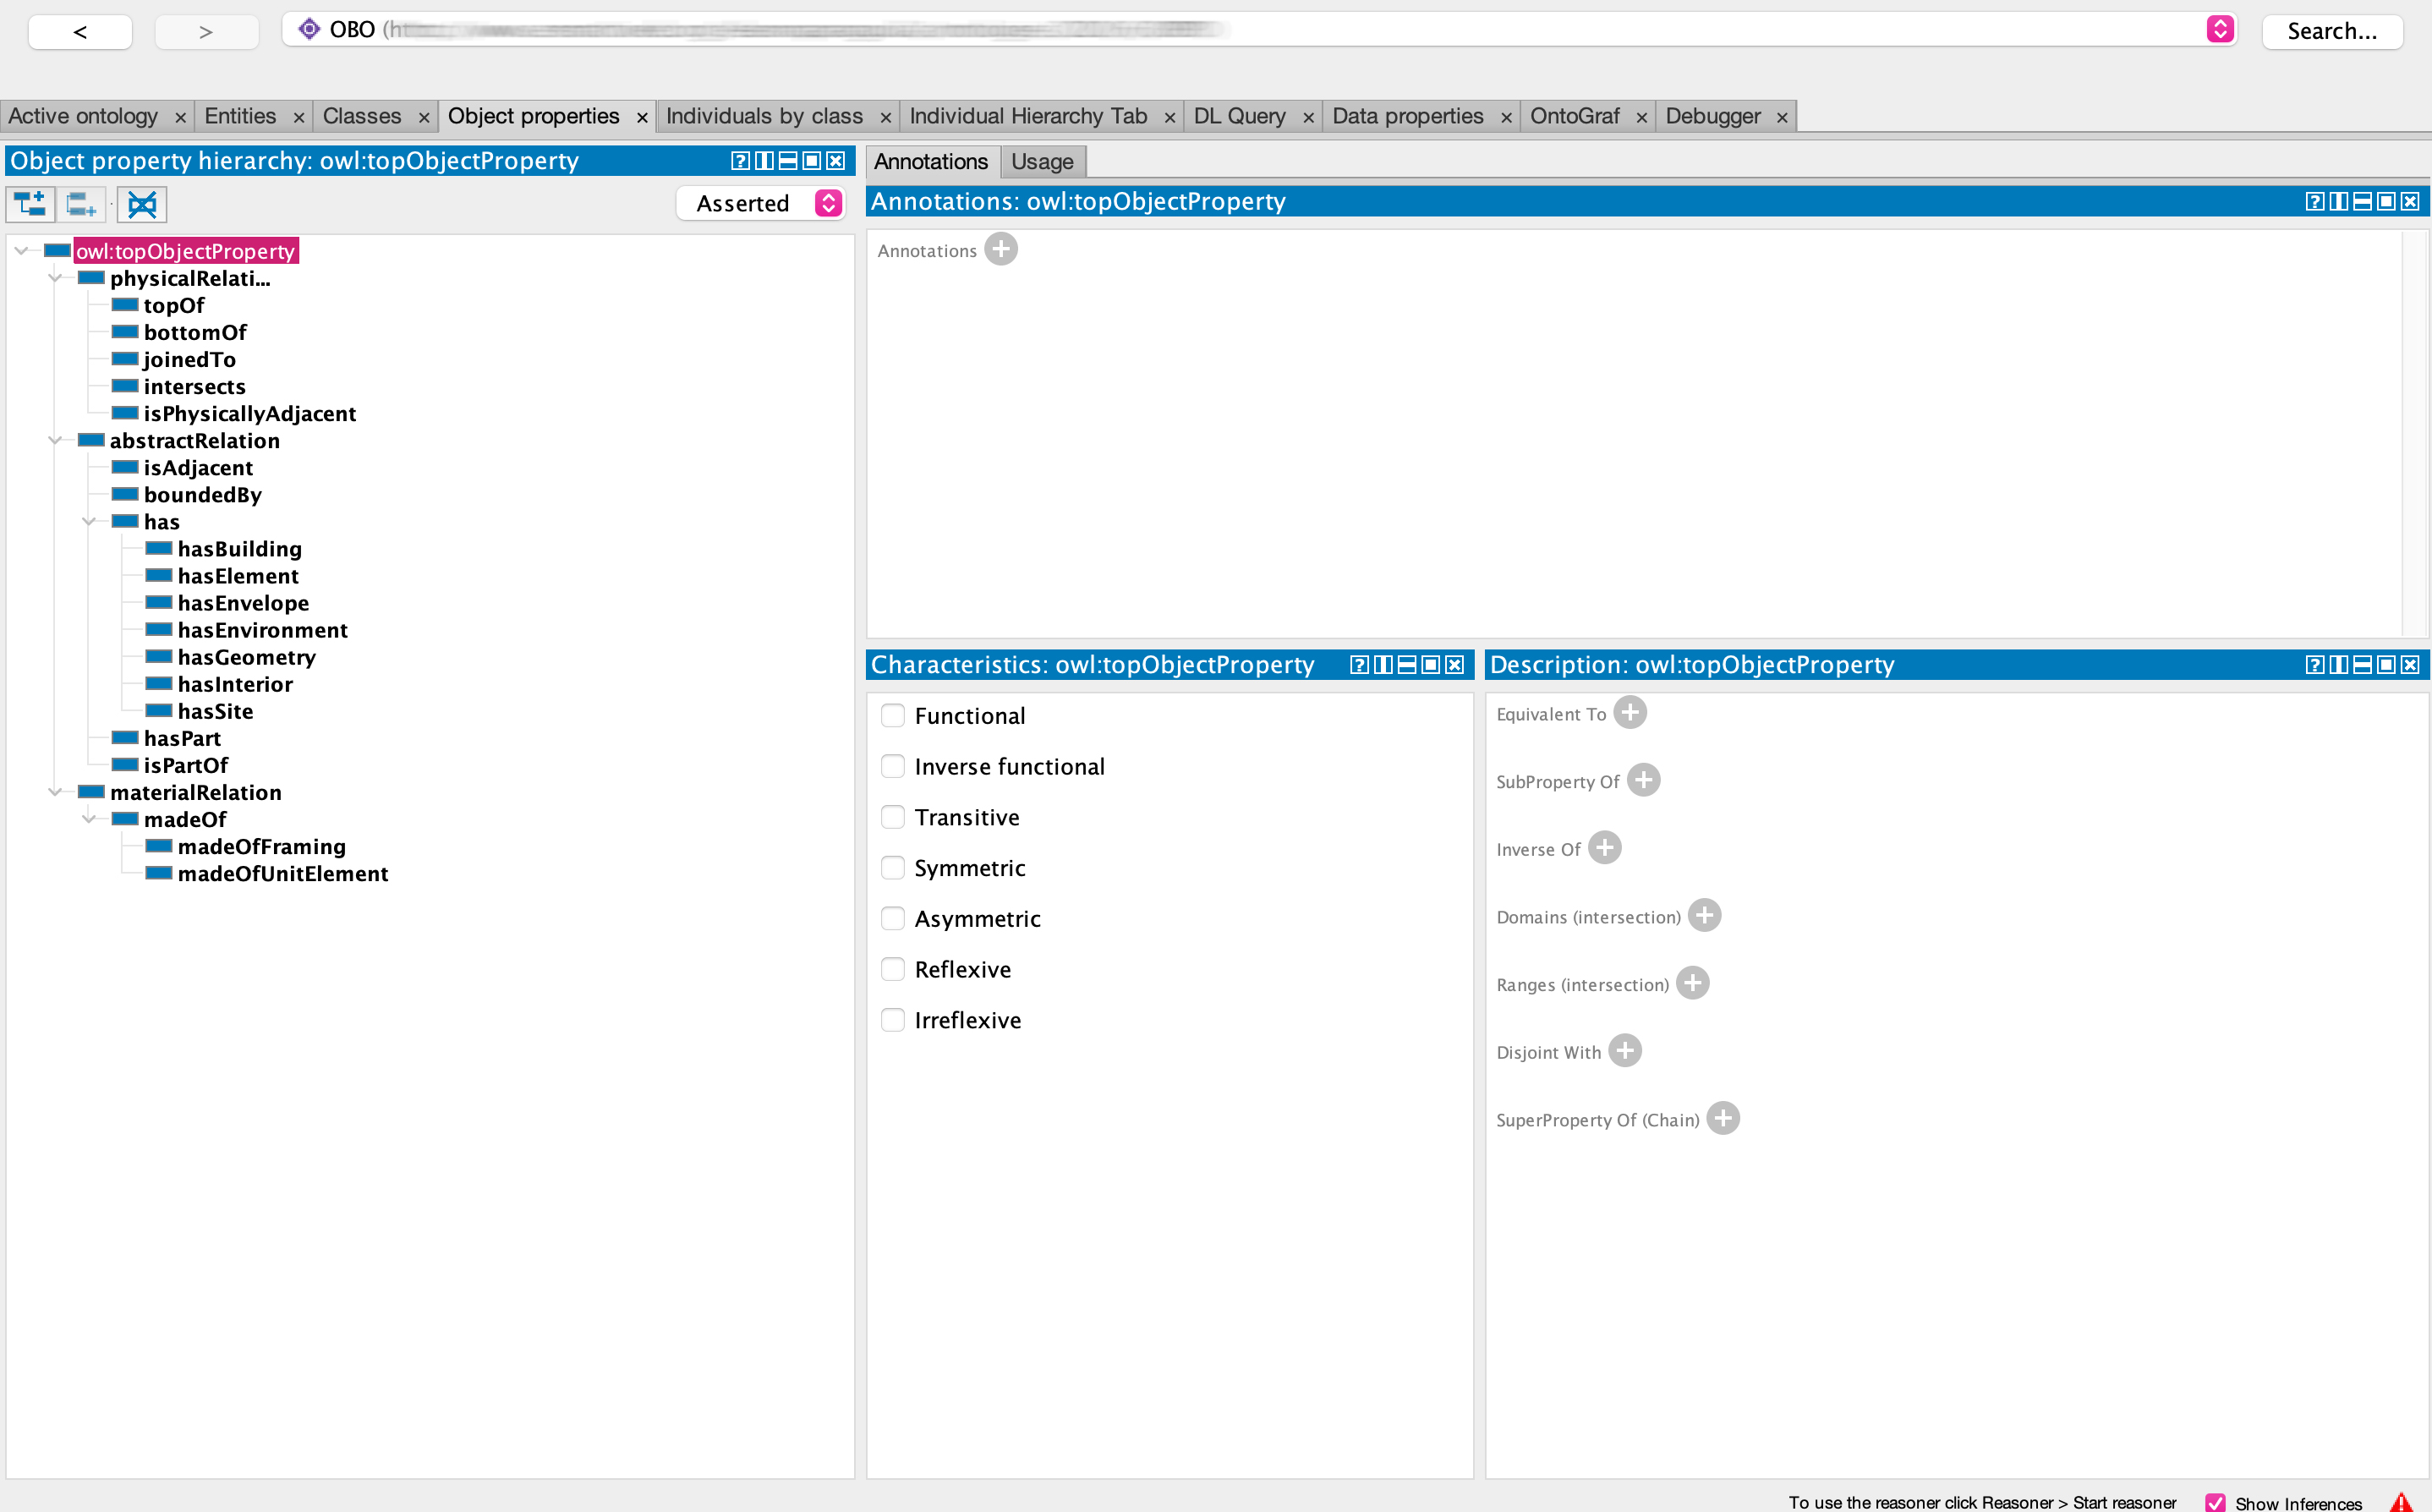 < > OBO Search...
Active ontology × Entities × Classes × Object properties × Individuals by class × Individual Hierarchy Tab × DL Query × Data properties × OntoGraf × Debugger ×
Object property hierarchy: owl:topObjectProperty
Asserted
owl:topObjectProperty
physicalRelati...
topOf
bottomOf
joinedTo
intersects
isPhysicallyAdjacent
abstractRelation
isAdjacent
boundedBy
has
hasBuilding
hasElement
hasEnvelope
hasEnvironment
hasGeometry
hasInterior
hasSite
hasPart
isPartOf
materialRelation
madeOf
madeOfFraming
madeOfUnitElement
Annotations Usage
Annotations: owl:topObjectProperty
Annotations
Characteristics: owl:topObjectProperty
Functional
Inverse functional
Transitive
Symmetric
Asymmetric
Reflexive
Irreflexive
Description: owl:topObjectProperty
Equivalent To
SubProperty Of
Inverse Of
Domains (intersection)
Ranges (intersection)
Disjoint With
SuperProperty Of (Chain)
To use the reasoner click Reasoner > Start reasoner Show Inferences